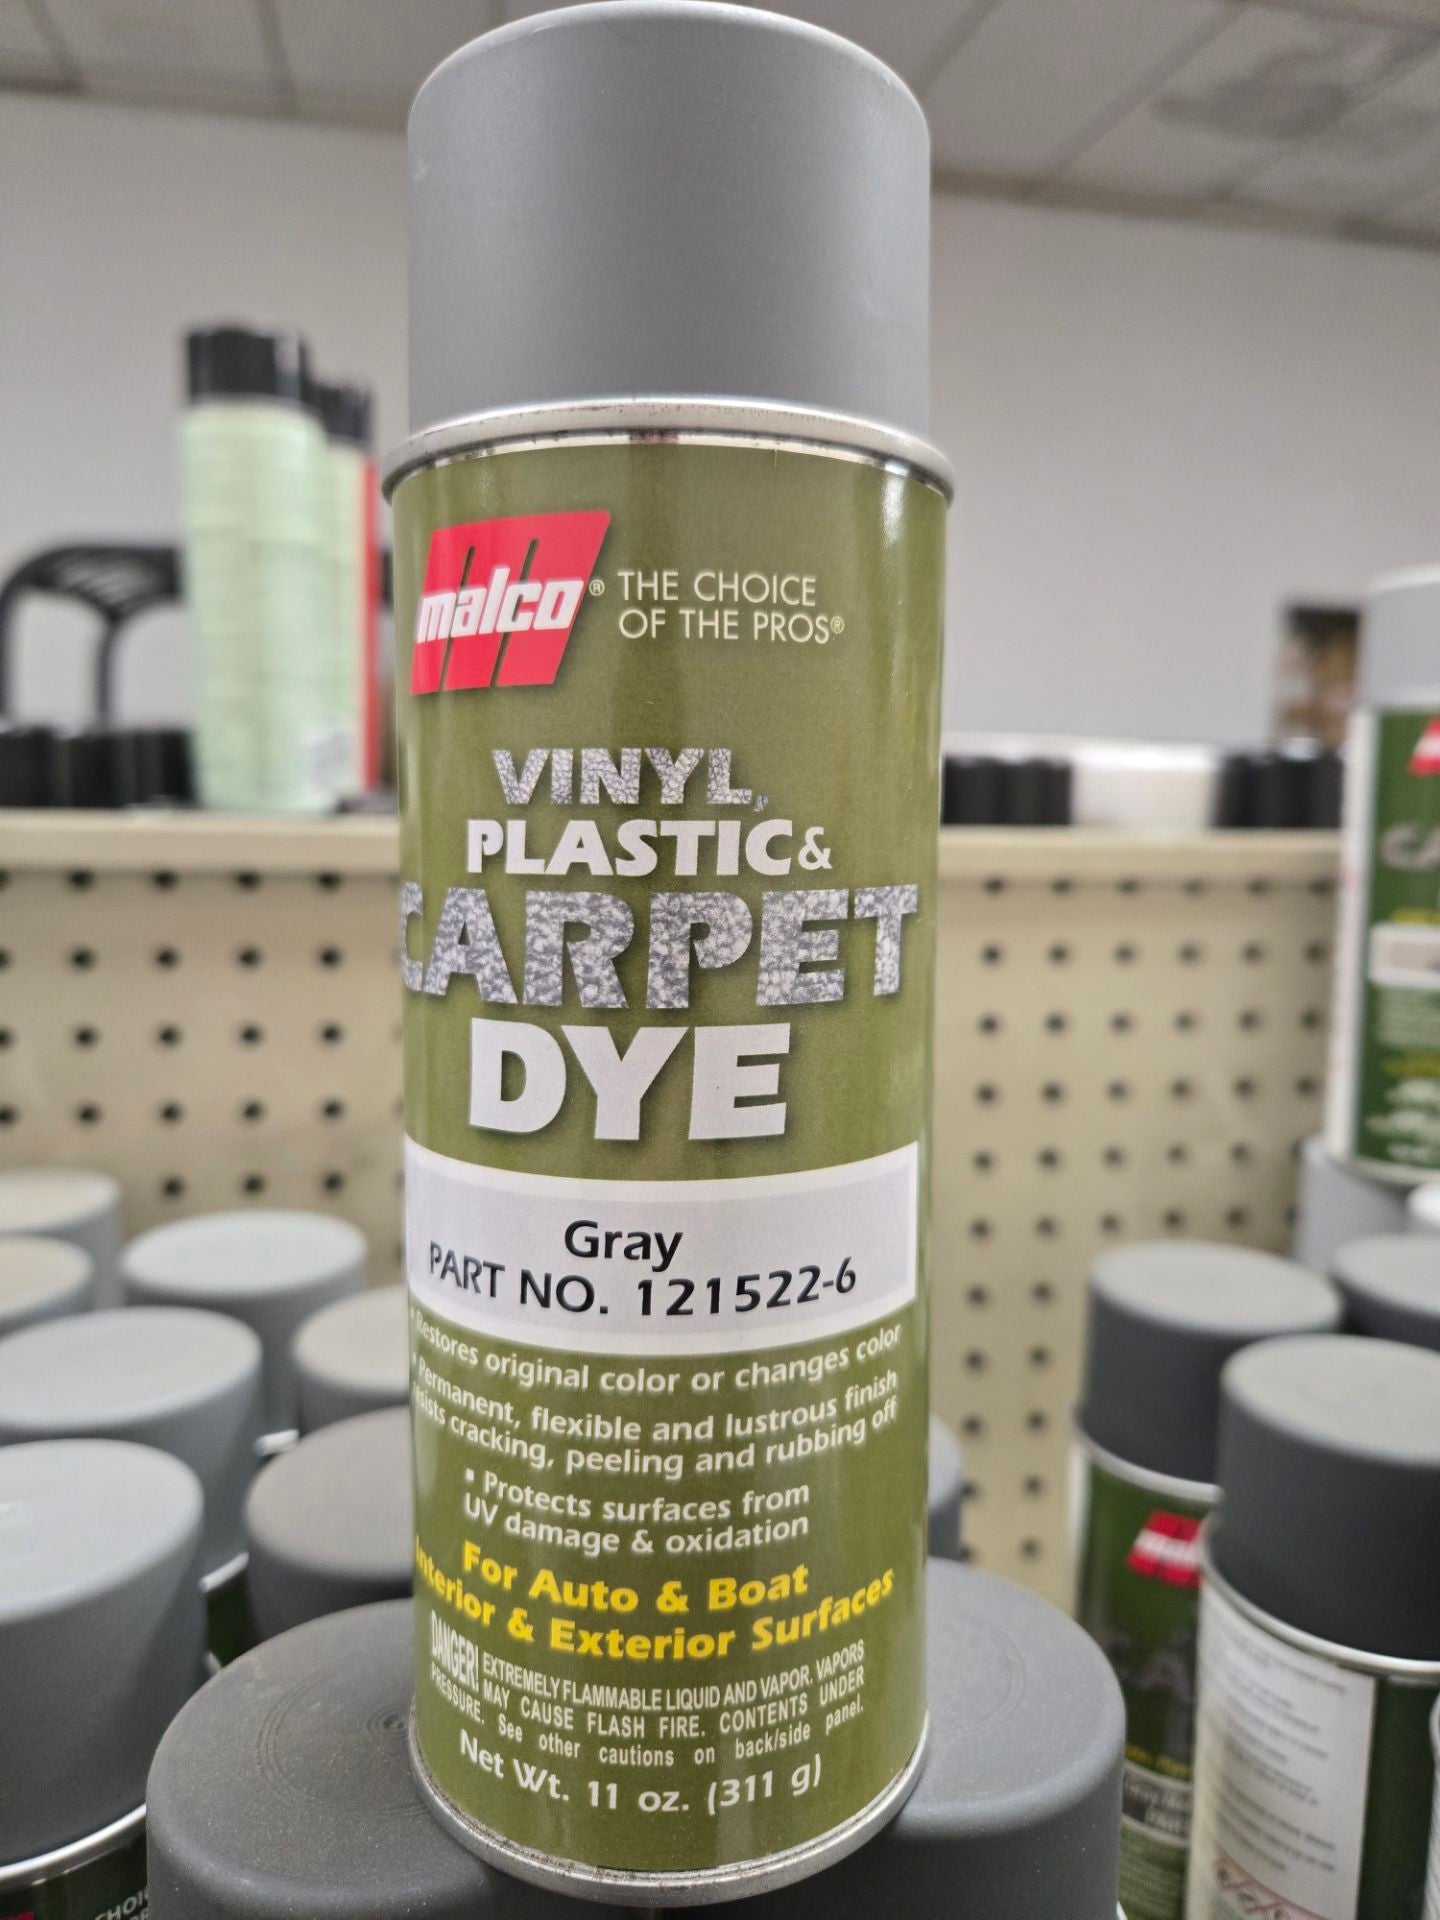 malco® THE CHOICE
OF THE PROS®
VINYL,
PLASTIC &
CARPET
DYE
Gray
PART NO. 121522-6
• Restores original color or changes color
• Permanent, flexible and lustrous finish
resists cracking, peeling and rubbing off
▪ Protects surfaces from
UV damage & oxidation
For Auto & Boat
Interior & Exterior Surfaces
DANGER! EXTREMELY FLAMMABLE LIQUID AND VAPOR. VAPORS
MAY CAUSE FLASH FIRE. CONTENTS UNDER
PRESSURE. See other cautions on back/side panel.
Net Wt. 11 oz. (311 g)